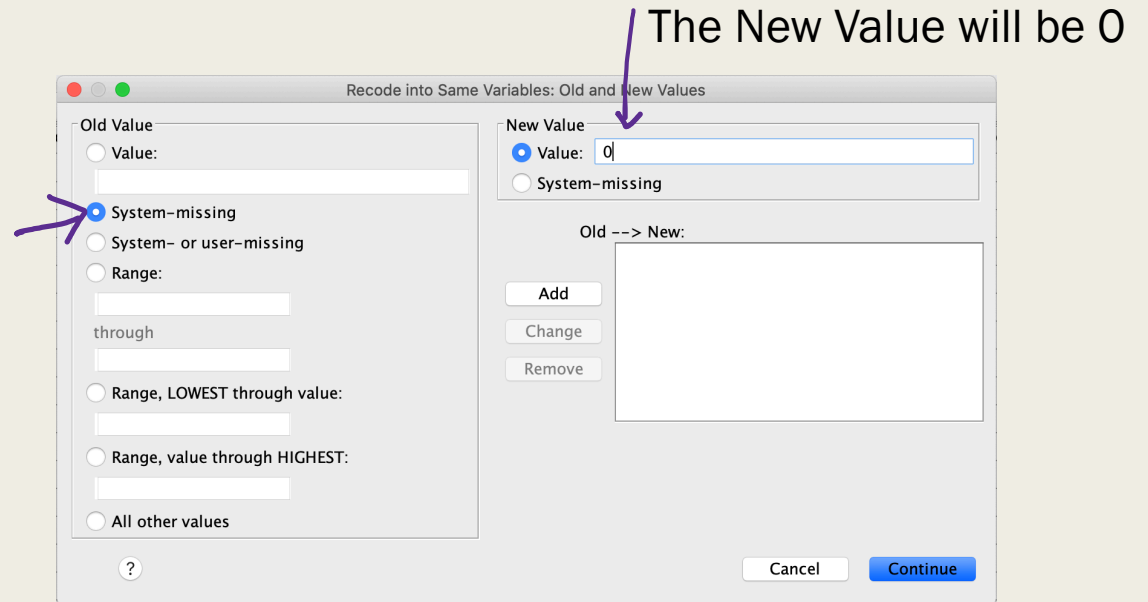 The New Value will be 0
Recode into Same Variables: Old and New Values
Old Value
Value:
System-missing
System- or user-missing
Range:
through
Range, LOWEST through value:
Range, value through HIGHEST:
All other values
New Value
Value: 0
System-missing
Old --> New:
Add
Change
Remove
?
Cancel
Continue